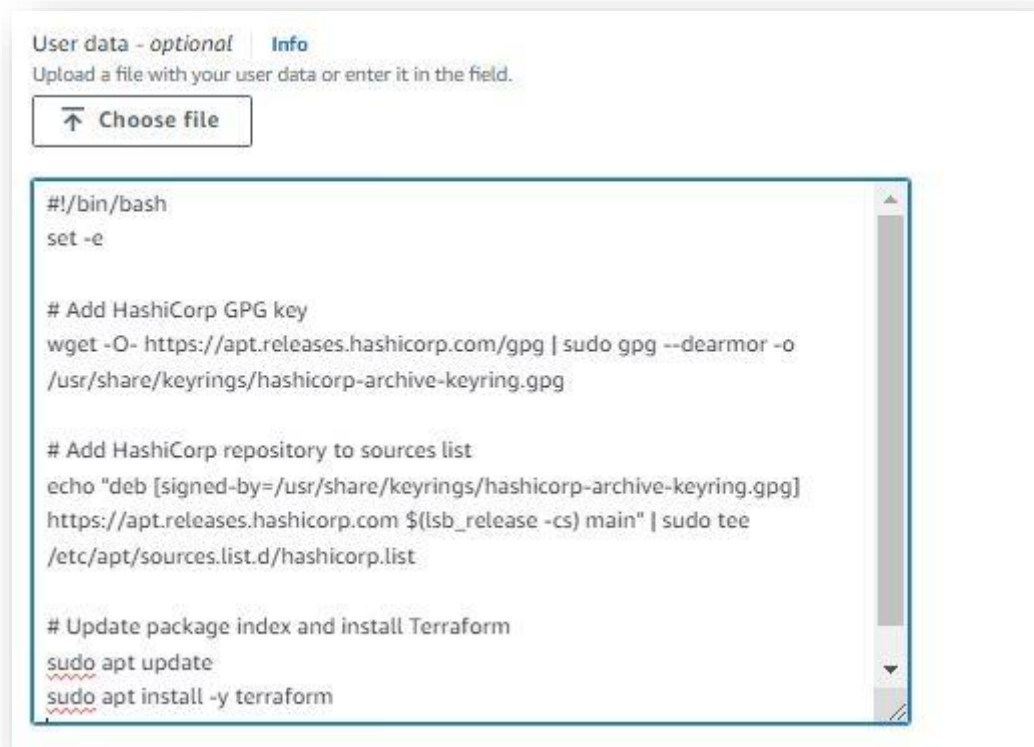 User data - optional Info
Upload a file with your user data or enter it in the field.
Choose file
#!/bin/bash
set -e
# Add HashiCorp GPG key
wget -O- https://apt.releases.hashicorp.com/gpg | sudo gpg --dearmor -o
/usr/share/keyrings/hashicorp-archive-keyring.gpg
# Add HashiCorp repository to sources list
echo "deb [signed-by=/usr/share/keyrings/hashicorp-archive-keyring.gpg]
https://apt.releases.hashicorp.com $(lsb_release -cs) main" | sudo tee
/etc/apt/sources.list.d/hashicorp.list
# Update package index and install Terraform
sudo apt update
sudo apt install -y terraform